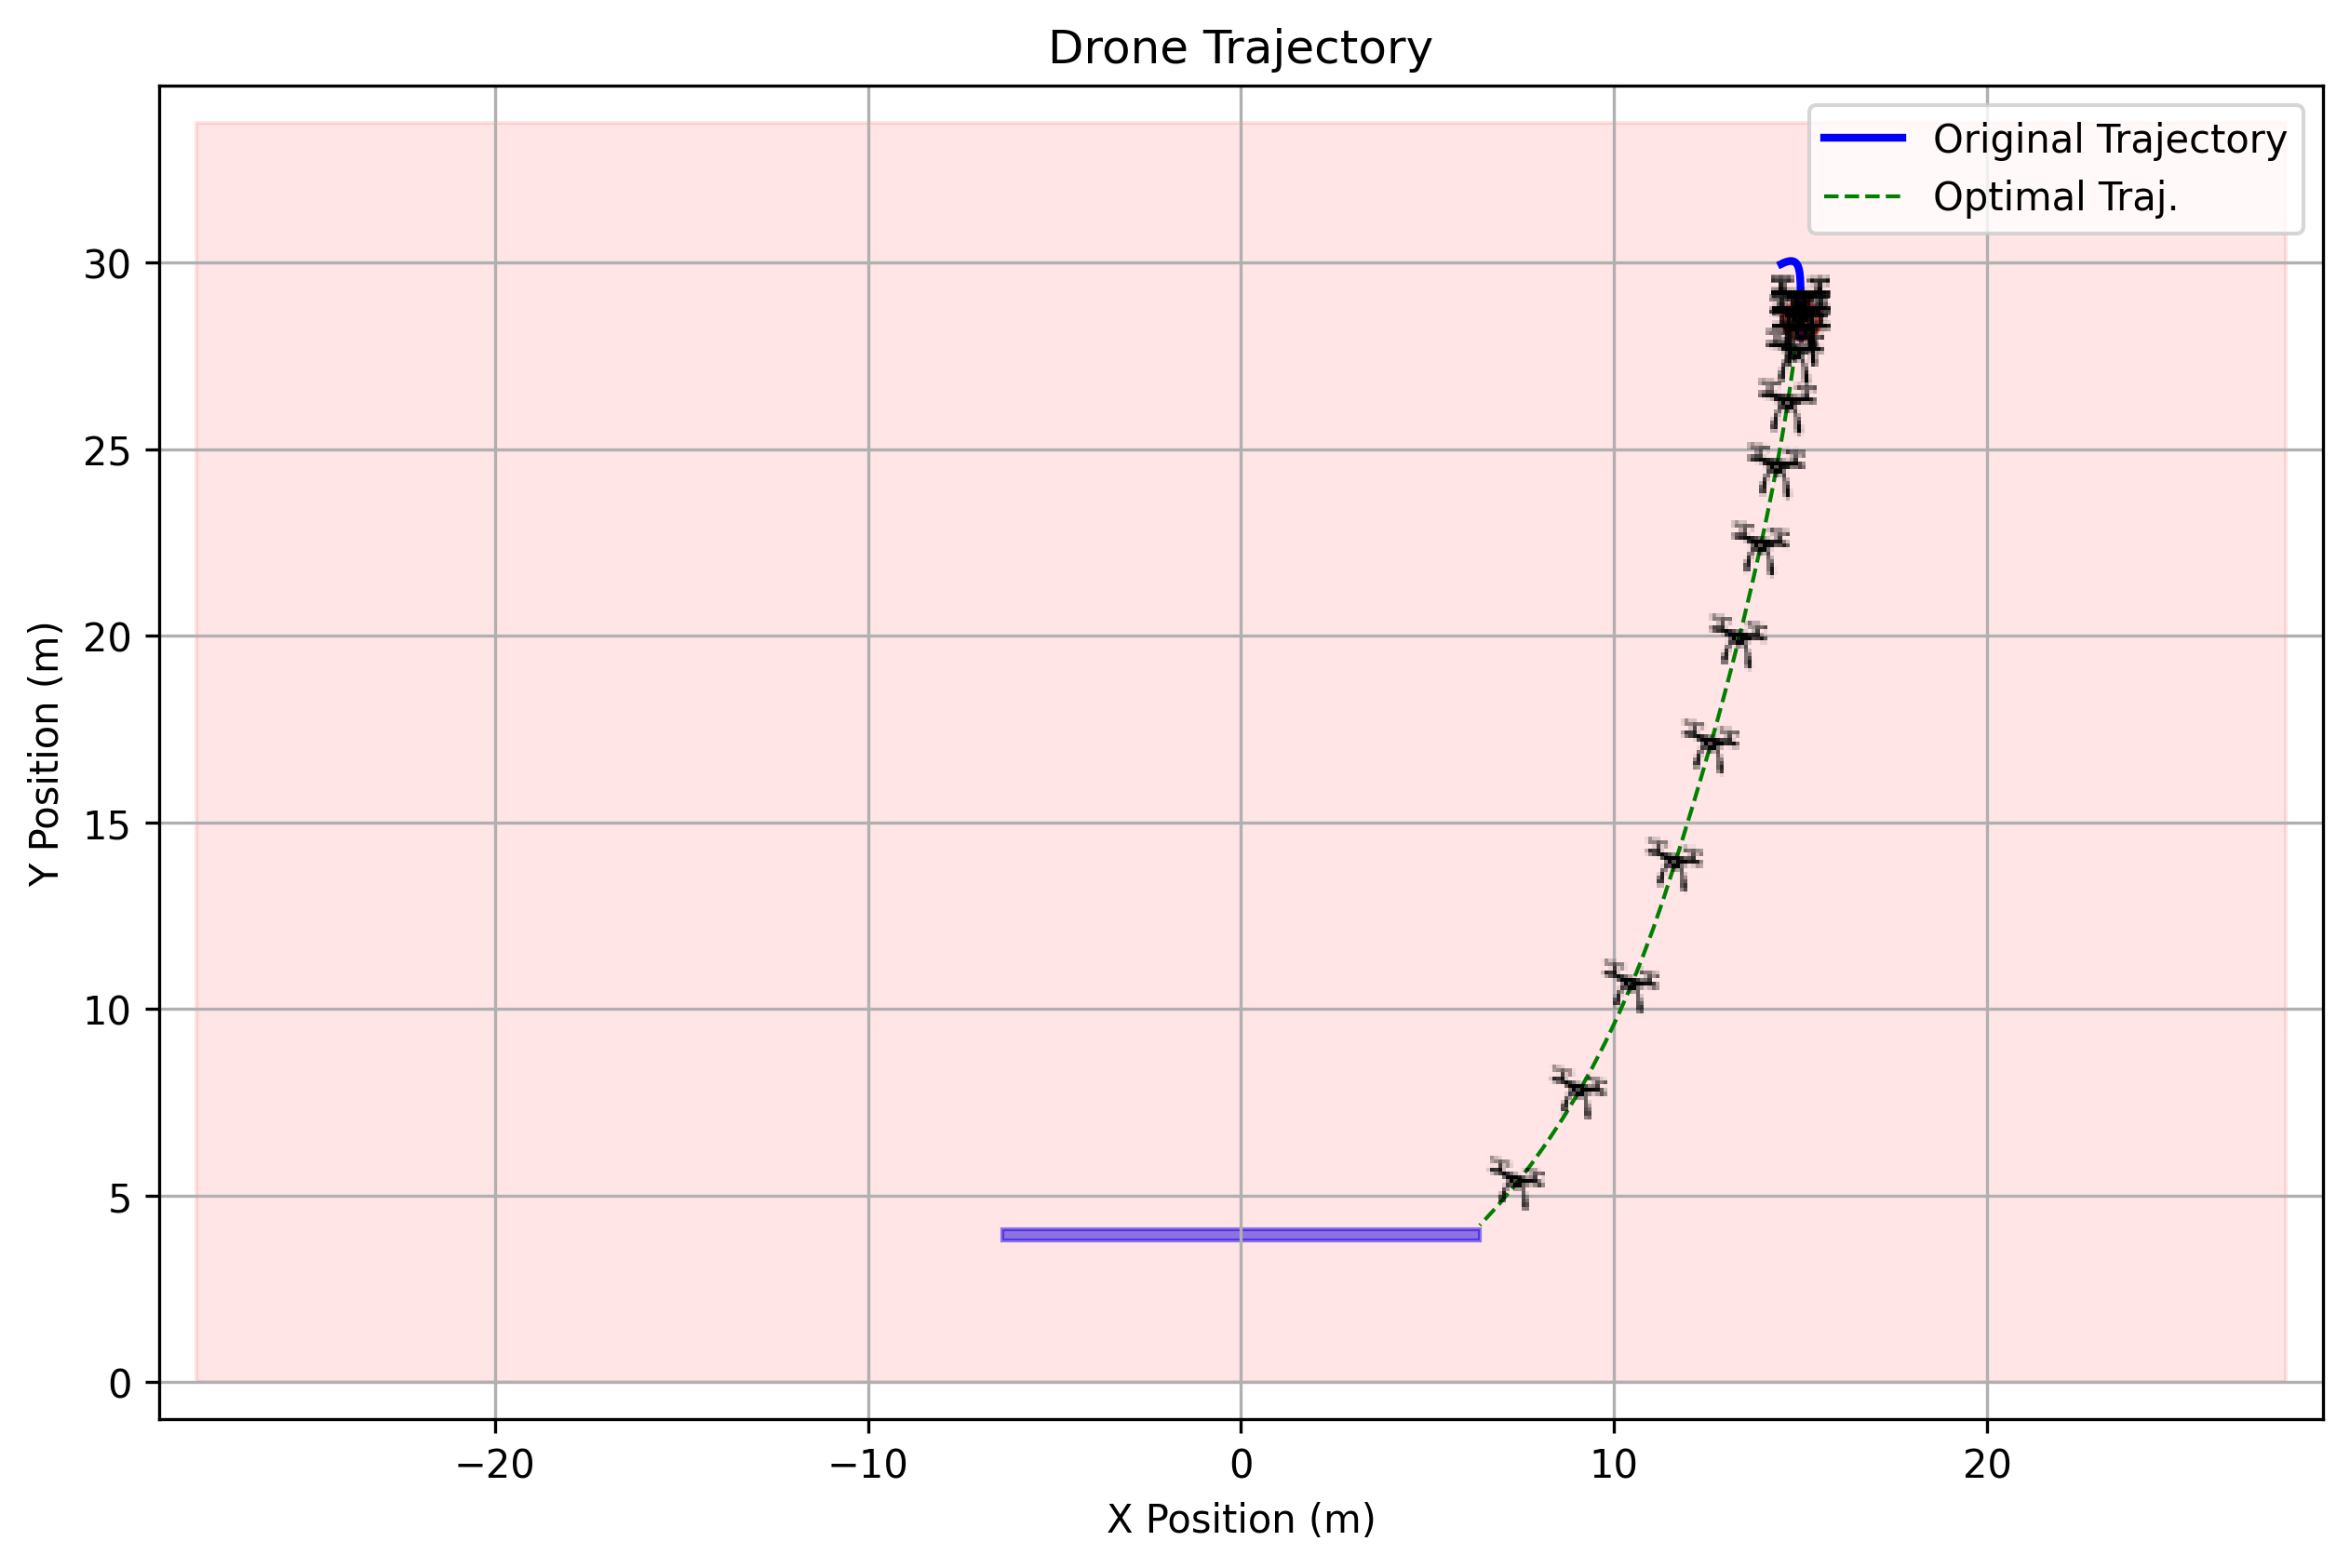 Drone Trajectory
Original Trajectory
Optimal Traj.
30
25
20
15
10
5
0
Y Position (m)
−20
−10
0
10
20
X Position (m)